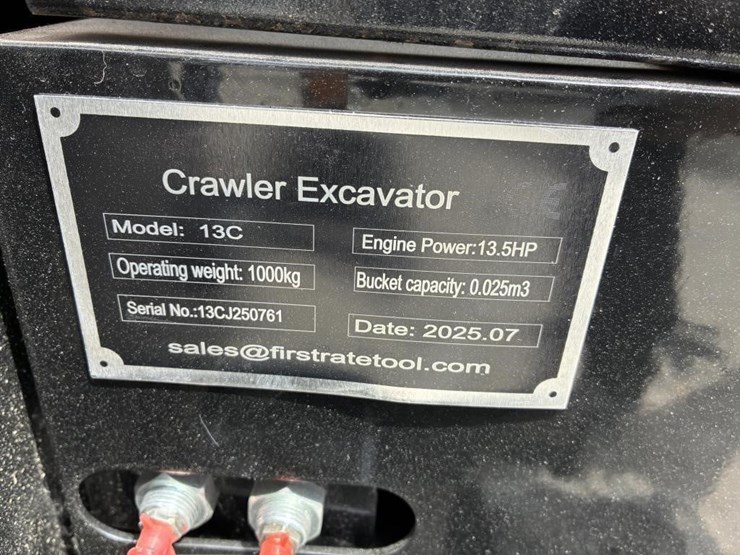 Crawler Excavator
Model: 13C
Engine Power:13.5HP
Operating weight: 1000kg
Bucket capacity: 0.025m3
Serial No.:13CJ250761
Date: 2025.07
sales@firstratetool.com